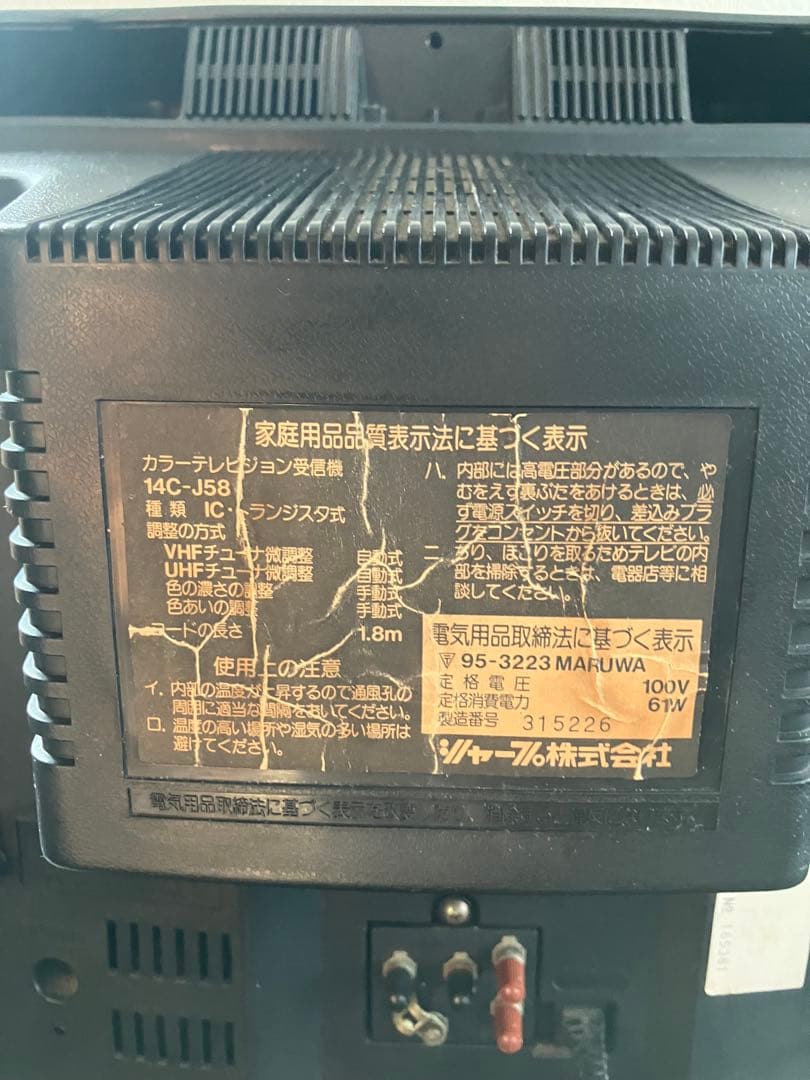 家庭用品品質表示法に基づく表示
カラーテレビジョン受信機
14C-J58
種類 IC・トランジスタ式
調整の方式
VHFチューナ微調整 自動式
UHFチューナ微調整 自動式
色の濃さの調整 手動式
色あいの調整 手動式
コードの長さ 1.8m
使用上の注意
イ. 内部の温度が上昇するので通風孔の
周囲に適当な間隔をおいてください。
ロ. 温度の高い場所や湿気の多い場所は
避けてください。
ハ. 内部には高電圧部分があるので、や
むをえず裏ぶたをあけるときは、必
ず電源スイッチを切り、差込みプラ
グをコンセントから抜いてください。
ニ. ちり、ほこりを取るためテレビの内
部を掃除するときは、電器店等に相
談してください。
電気用品取締法に基づく表示
95-3223 MARUWA
定格電圧 100V
定格消費電力 61W
製造番号 315226
シャープ株式会社
電気用品取締法に基づく表示を
№ 165381